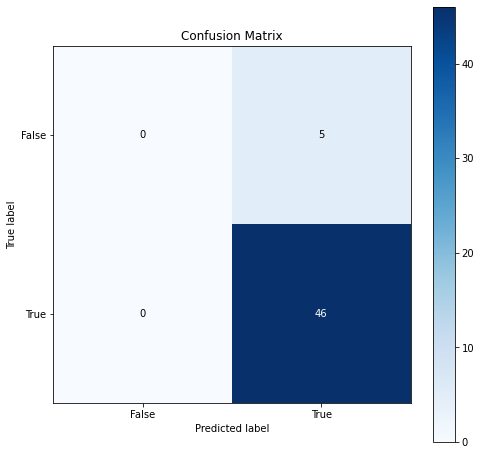 Confusion Matrix
40
False
0
5
30
True label
20
True
0
46
10
0
False
True
Predicted label